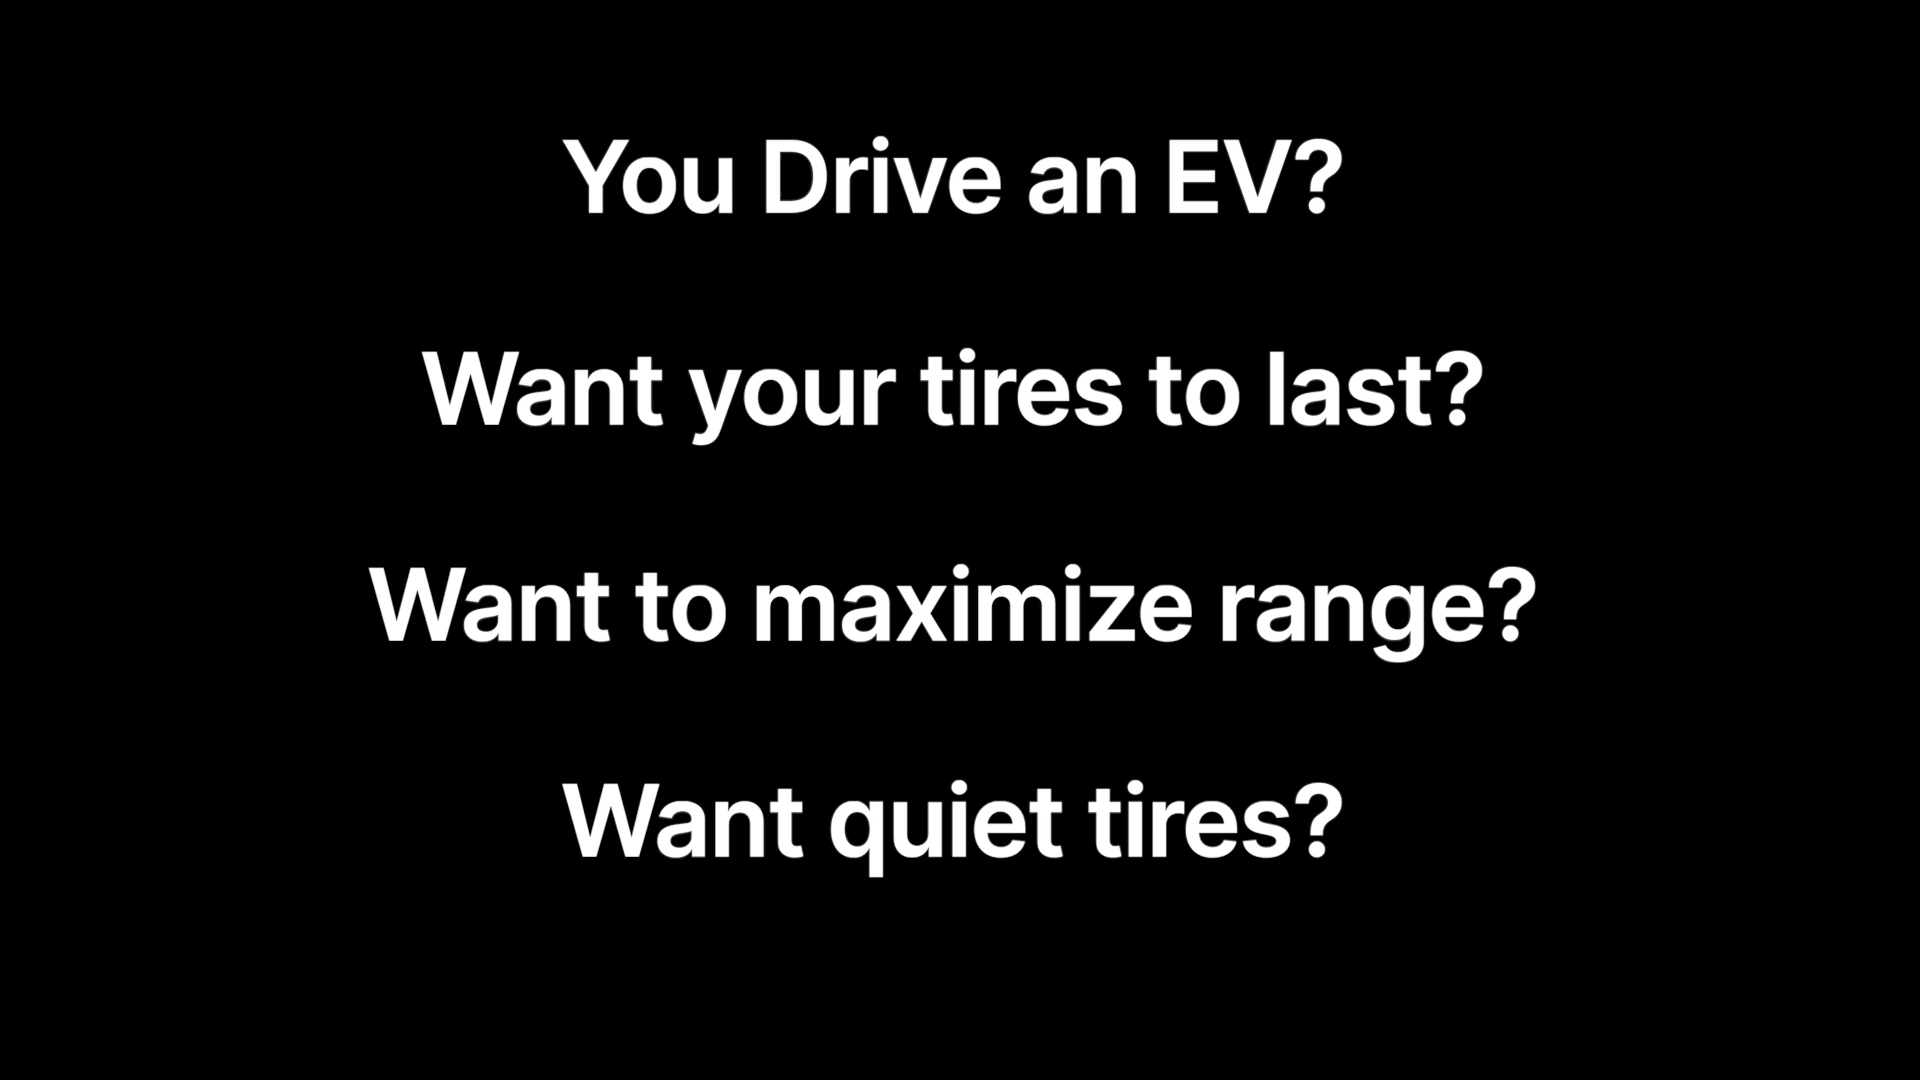 You Drive an EV?
Want your tires to last?
Want to maximize range?
Want quiet tires?